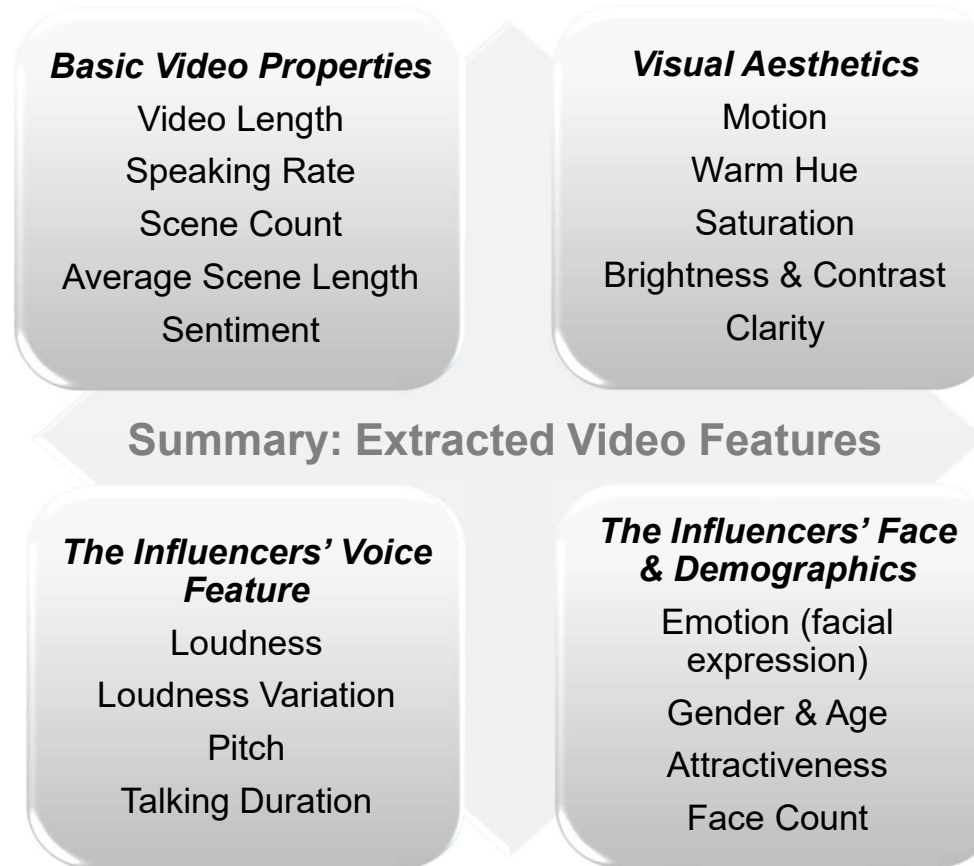 Basic Video Properties
Video Length
Speaking Rate
Scene Count
Average Scene Length
Sentiment
Visual Aesthetics
Motion
Warm Hue
Saturation
Brightness & Contrast
Clarity
Summary: Extracted Video Features
The Influencers’ Voice
Feature
Loudness
Loudness Variation
Pitch
Talking Duration
The Influencers’ Face
& Demographics
Emotion (facial
expression)
Gender & Age
Attractiveness
Face Count